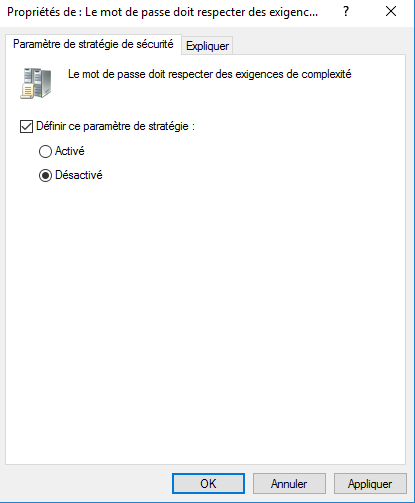 Propriétés de : Le mot de passe doit respecter des exigenc... ?
Paramètre de stratégie de sécurité Expliquer
Le mot de passe doit respecter des exigences de complexité
Définir ce paramètre de stratégie :
Activé
Désactivé
OK Annuler Appliquer